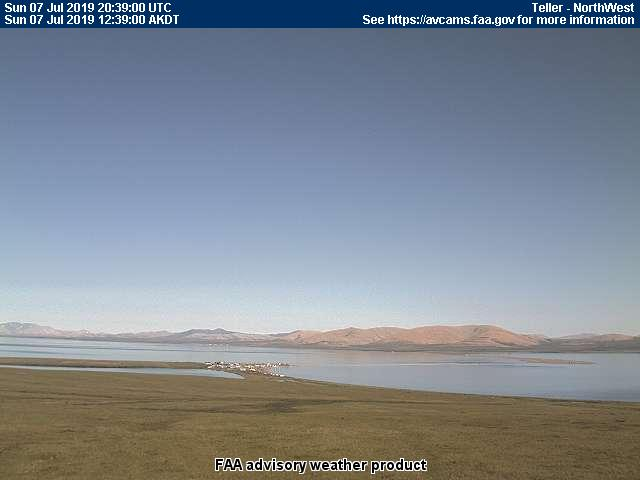 Sun 07 Jul 2019 20:39:00 UTC Teller - NorthWest
Sun 07 Jul 2019 12:39:00 AKDT See https://avcams.faa.gov for more information
FAA advisory weather product